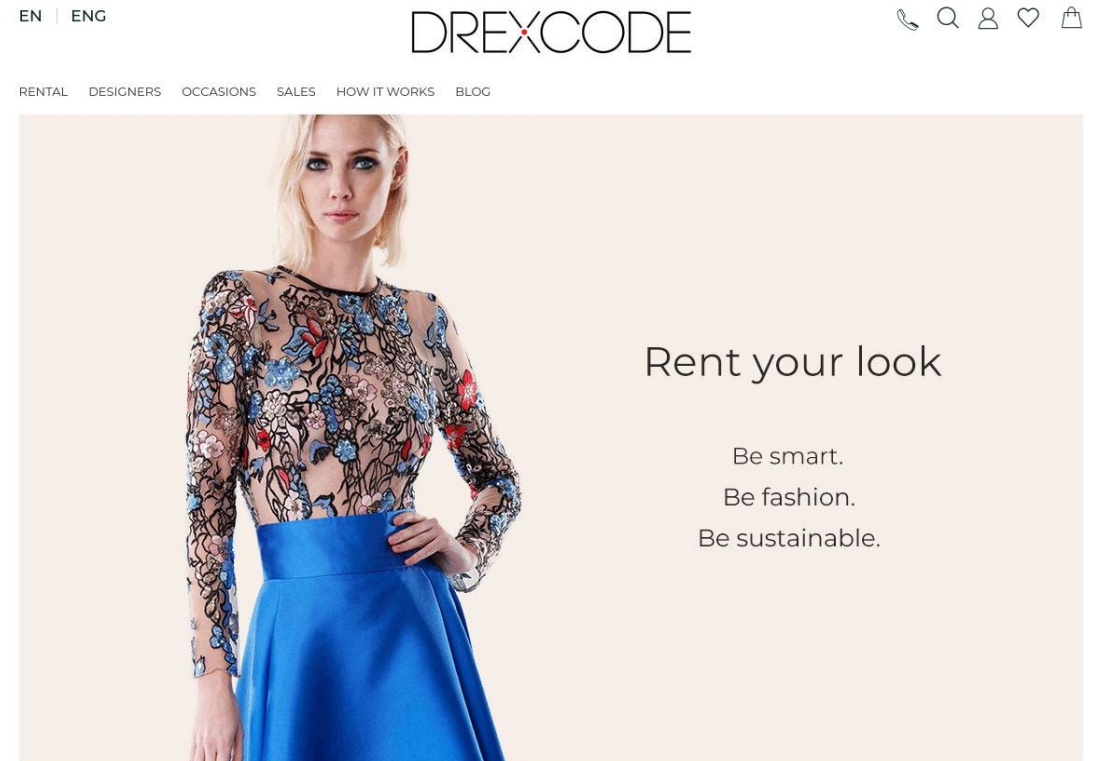 EN | ENG
DREXCODE
RENTAL DESIGNERS OCCASIONS SALES HOW IT WORKS BLOG
Rent your look
Be smart.
Be fashion.
Be sustainable.